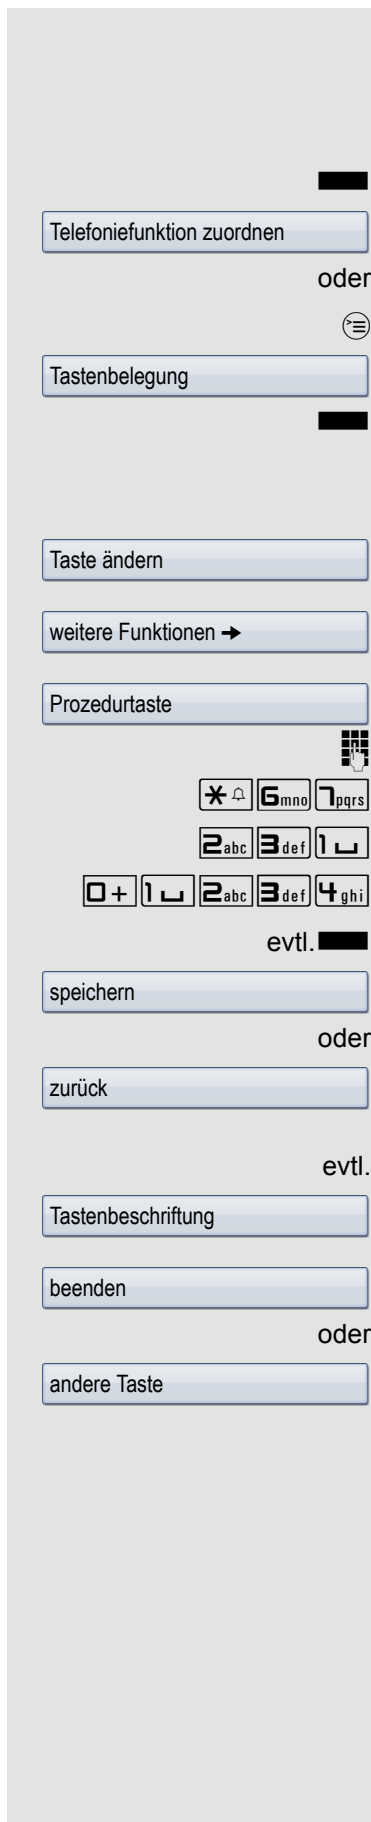 Telefoniefunktion zuordnen
oder
Tastenbelegung
Taste ändern
weitere Funktionen →
Prozedurtaste
* 6mno 7pqrs
2abc 3def 1
0+ 1 2abc 3def 4ghi
evtl.
speichern
oder
zurück
evtl.
Tastenbeschriftung
beenden
oder
andere Taste